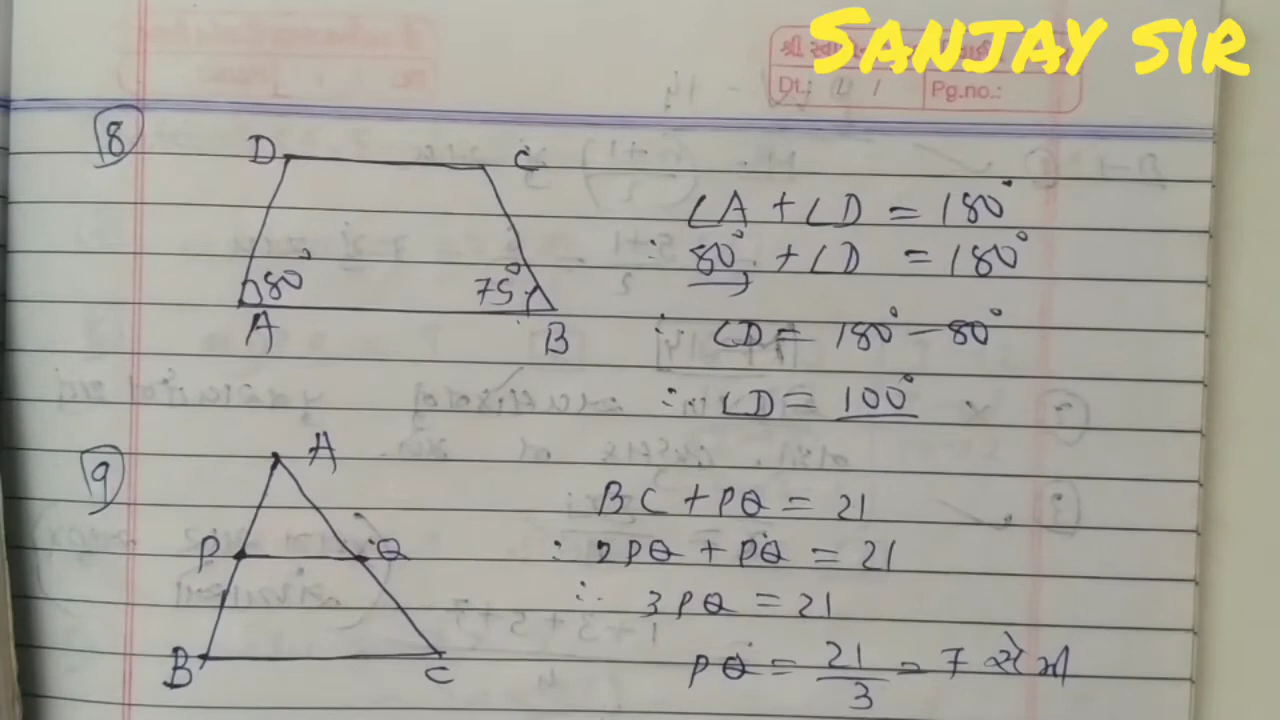 SANJAY SIR
શ્રી સ્વા
Dt.:
Pg.no.:
8
D C
80° 75°
A B
∠A + ∠D = 180°
∴ 80° + ∠D = 180°
∴ ∠D = 180° - 80°
∴ ∠D = 100°
9
A
P Q
B C
BC + PQ = 21
∴ 2PQ + PQ = 21
∴ 3PQ = 21
PQ = 21/3 = 7 સેમી